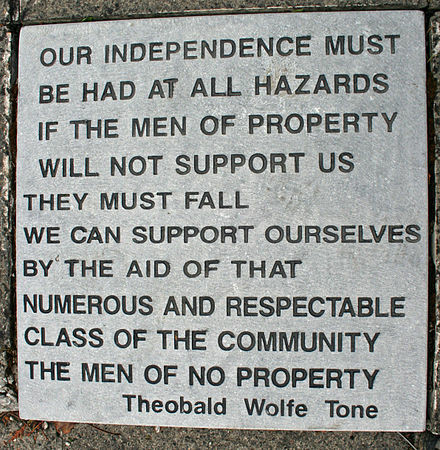 OUR INDEPENDENCE MUST
BE HAD AT ALL HAZARDS
IF THE MEN OF PROPERTY
WILL NOT SUPPORT US
THEY MUST FALL
WE CAN SUPPORT OURSELVES
BY THE AID OF THAT
NUMEROUS AND RESPECTABLE
CLASS OF THE COMMUNITY
THE MEN OF NO PROPERTY
Theobald Wolfe Tone